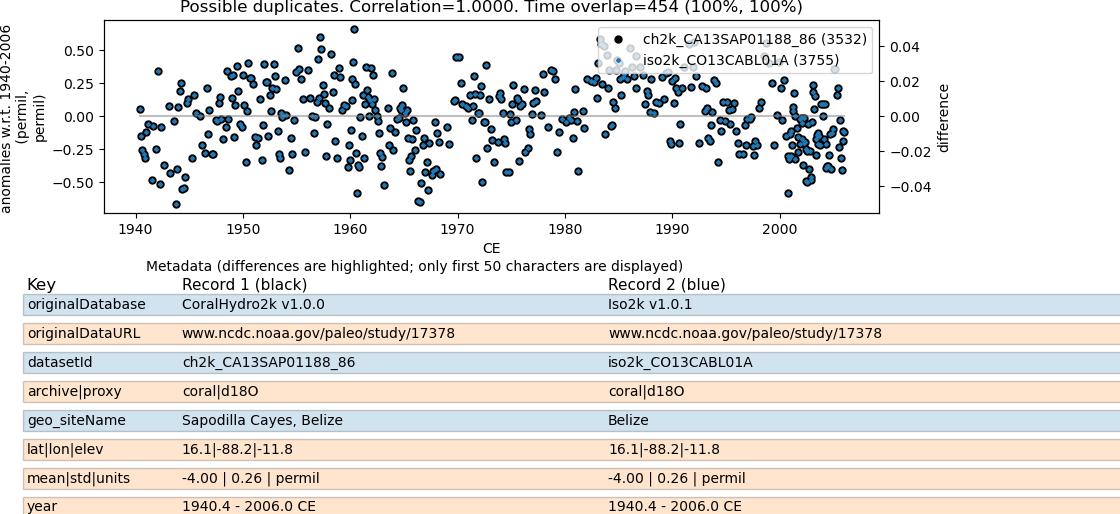 Possible duplicates. Correlation=1.0000. Time overlap=454 (100%, 100%)
anomalies w.r.t. 1940-2006
(permil,
permil)
0.50
0.25
0.00
−0.25
−0.50
ch2k_CA13SAP01188_86 (3532)
iso2k_CO13CABL01A (3755)
0.04
0.02
0.00
−0.02
−0.04
difference
1940 1950 1960 1970 1980 1990 2000
CE
Metadata (differences are highlighted; only first 50 characters are displayed)
Key Record 1 (black) Record 2 (blue)
originalDatabase CoralHydro2k v1.0.0 Iso2k v1.0.1
originalDataURL www.ncdc.noaa.gov/paleo/study/17378 www.ncdc.noaa.gov/paleo/study/17378
datasetId ch2k_CA13SAP01188_86 iso2k_CO13CABL01A
archive|proxy coral|d18O coral|d18O
geo_siteName Sapodilla Cayes, Belize Belize
lat|lon|elev 16.1|-88.2|-11.8 16.1|-88.2|-11.8
mean|std|units -4.00 | 0.26 | permil -4.00 | 0.26 | permil
year 1940.4 - 2006.0 CE 1940.4 - 2006.0 CE